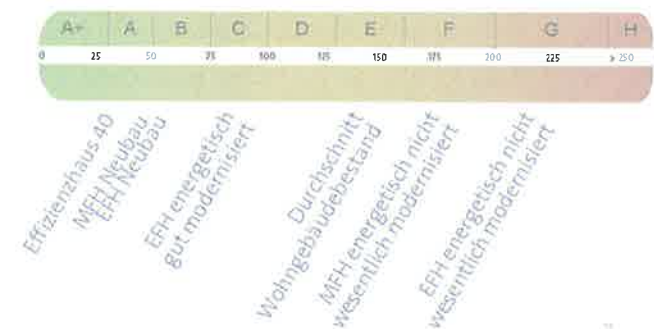 A+ A B C D E F G H
0 25 50 75 100 125 150 175 200 225 > 250
Effizienzhaus 40
MFH Neubau
EFH Neubau
EFH energetisch
gut modernisiert
Durchschnitt
Wohngebäudebestand
MFH energetisch nicht
wesentlich modernisiert
EFH energetisch nicht
wesentlich modernisiert